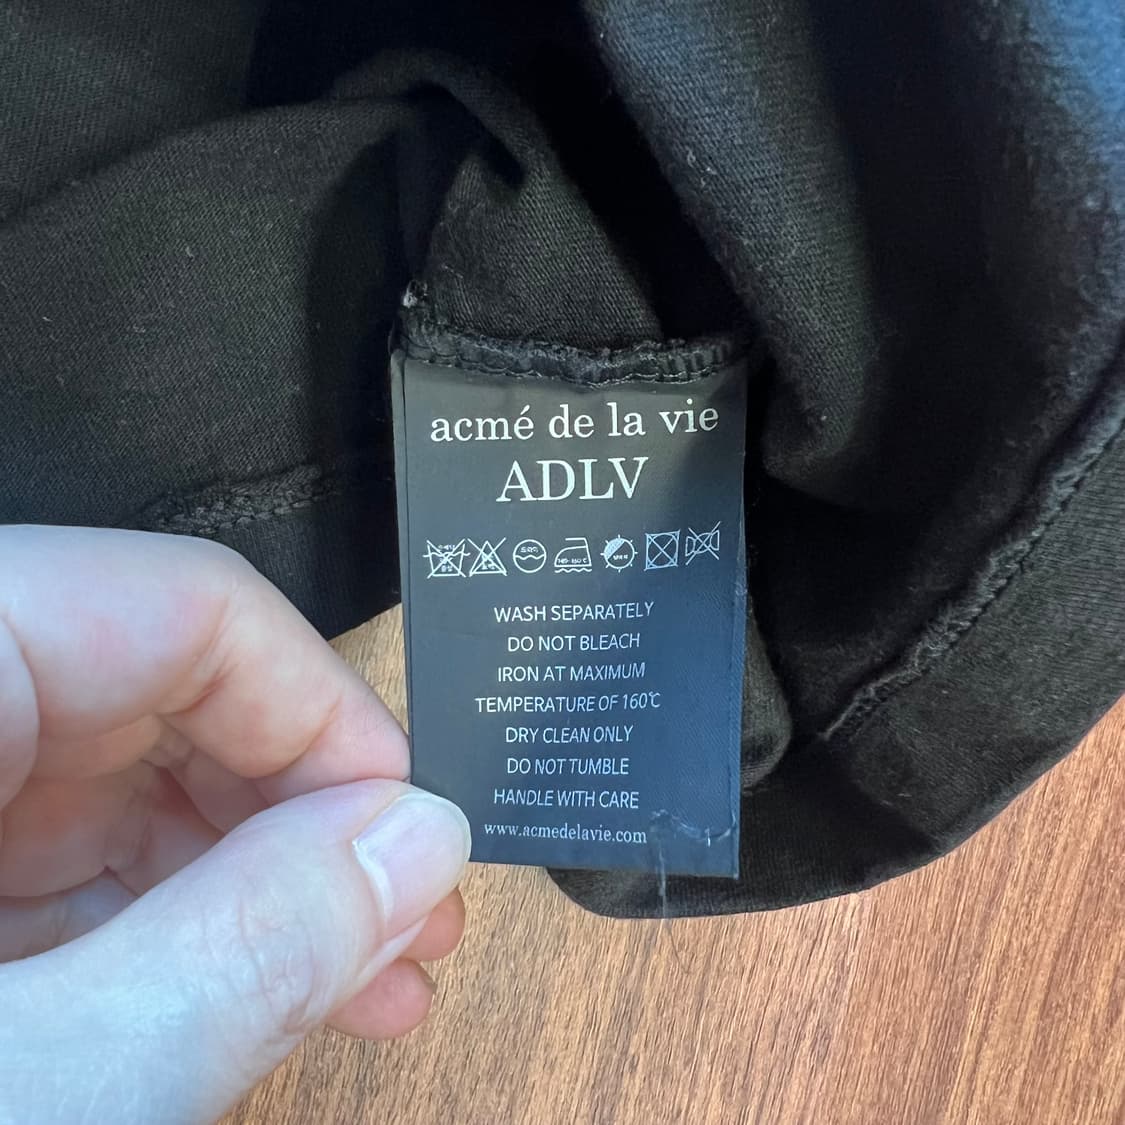 acmé de la vie
ADLV
WASH SEPARATELY
DO NOT BLEACH
IRON AT MAXIMUM
TEMPERATURE OF 160℃
DRY CLEAN ONLY
DO NOT TUMBLE
HANDLE WITH CARE
www.acmedelavie.com